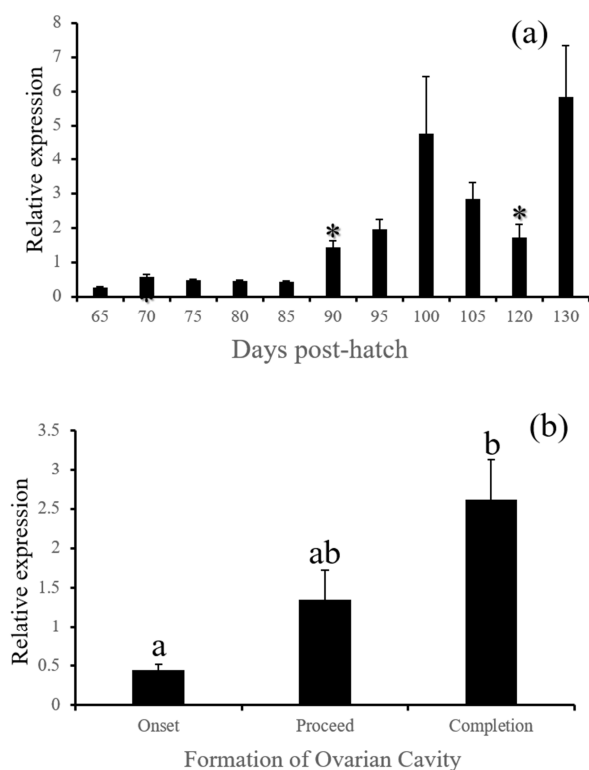 (a)
Relative expression
8
7
6
5
4
3
2
1
0
*
*
*
65 70 75 80 85 90 95 100 105 120 130
Days post-hatch
(b)
Relative expression
3.5
3
2.5
2
1.5
1
0.5
0
a
ab
b
Onset Proceed Completion
Formation of Ovarian Cavity